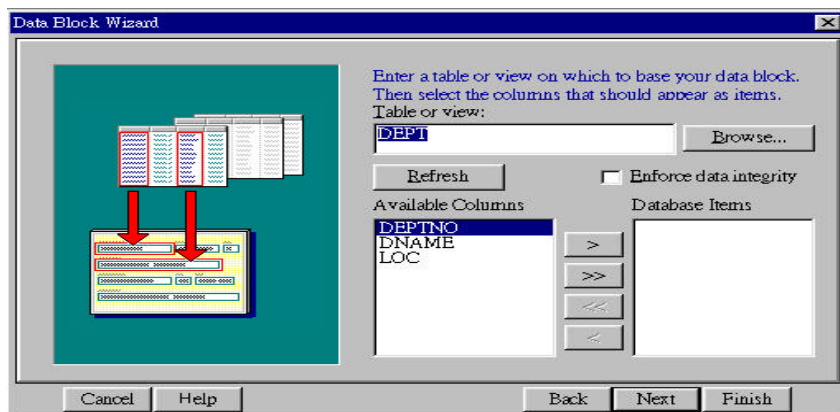 Data Block Wizard
Enter a table or view on which to base your data block.
Then select the columns that should appear as items.
Table or view:
DEPT
Browse...
Refresh
Enforce data integrity
Available Columns
Database Items
DEPTNO
DNAME
LOC
>
>>
<<
<
Cancel
Help
Back
Next
Finish